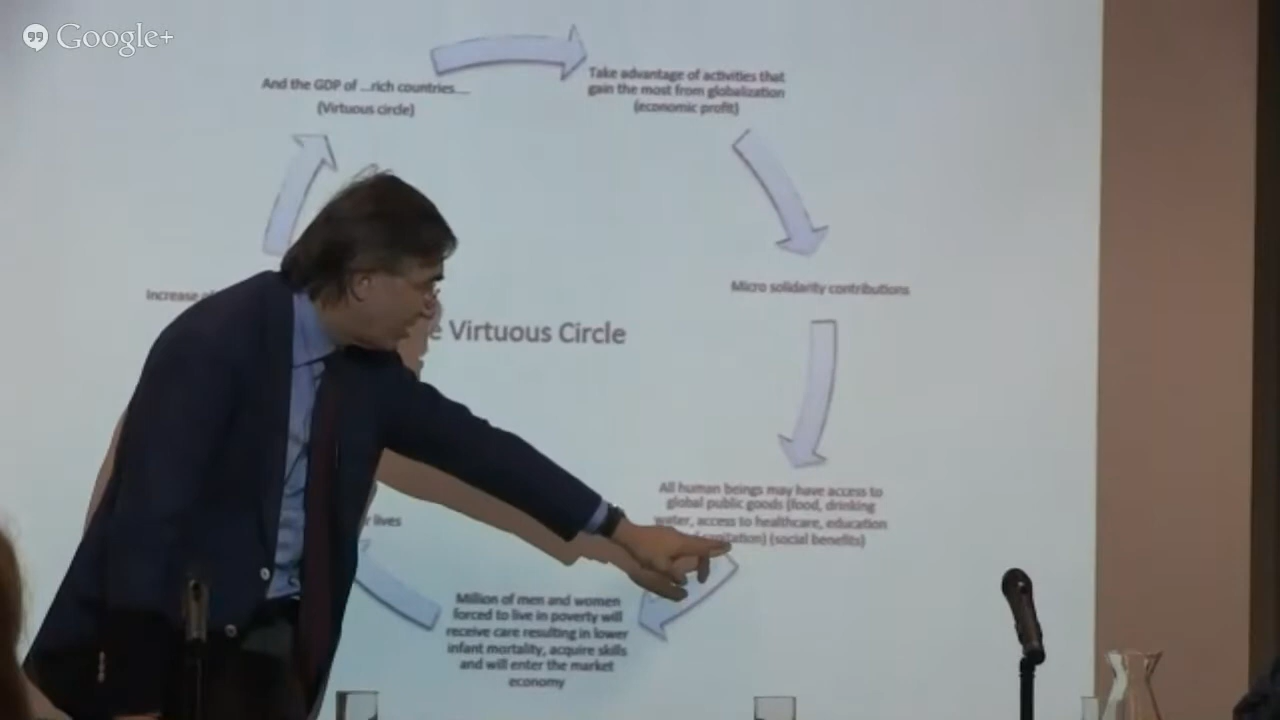 Google+
And the GDP of ...rich countries....
(Virtuous circle)
Take advantage of activities that
gain the most from globalization
(economic profit)
Micro solidarity contributions
Increase
Virtuous Circle
All human beings may have access to
global public goods (food, drinking
water, access to healthcare, education
sanitation) (social benefits)
lives
Million of men and women
forced to live in poverty will
receive care resulting in lower
infant mortality, acquire skills
and will enter the market
economy